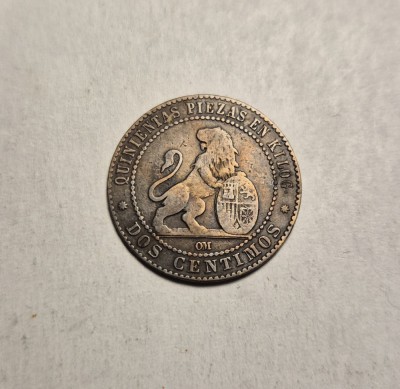 QUINIENTAS PIEZAS EN KILOG
OM
* DOS CENTIMOS *